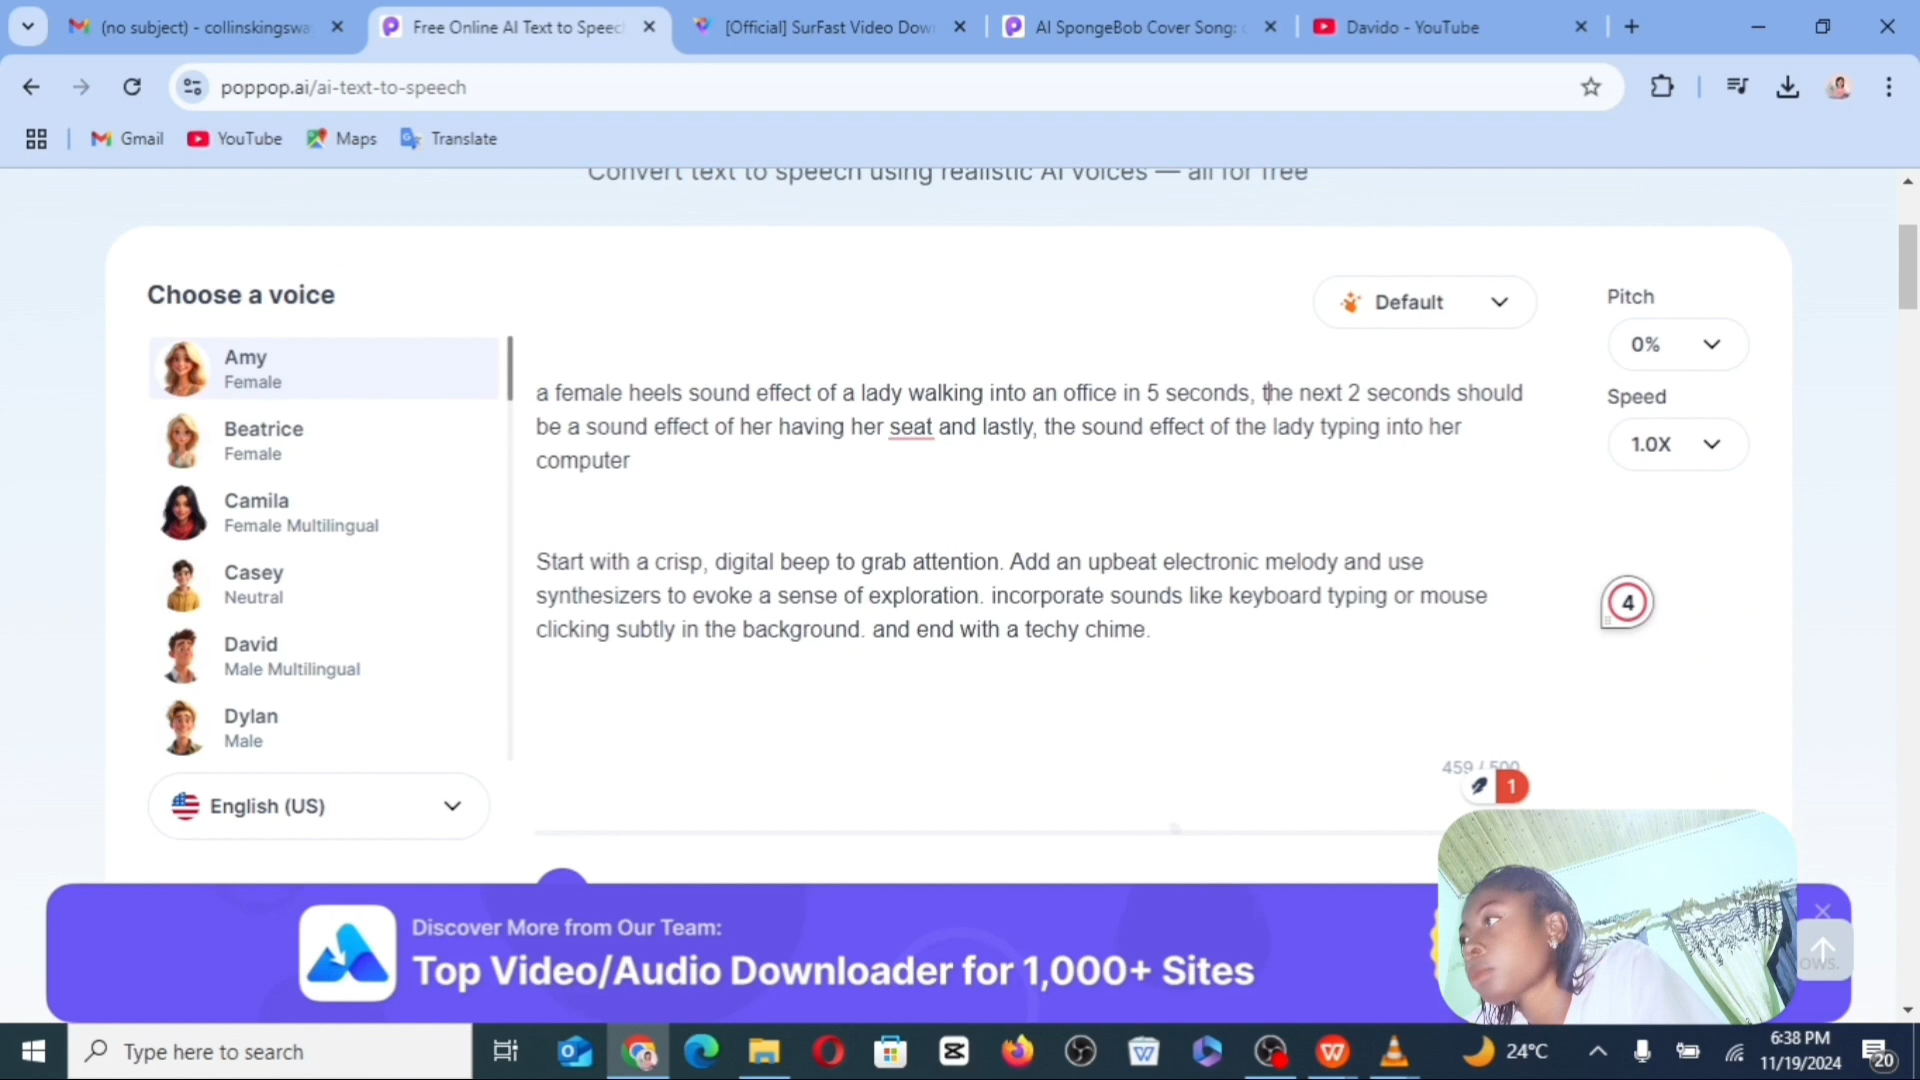 (no subject) - collinskingswa
Free Online AI Text to Speec
[Official] SurFast Video Dow
AI SpongeBob Cover Song:
Davido - YouTube
poppop.ai/ai-text-to-speech
Gmail
YouTube
Maps
Translate
Convert text to speech using realistic AI voices — all for free
Choose a voice
Default
Pitch
0%
Speed
1.0X
Amy
Female
Beatrice
Female
Camila
Female Multilingual
Casey
Neutral
David
Male Multilingual
Dylan
Male
English (US)
a female heels sound effect of a lady walking into an office in 5 seconds, the next 2 seconds should
be a sound effect of her having her seat and lastly, the sound effect of the lady typing into her
computer
Start with a crisp, digital beep to grab attention. Add an upbeat electronic melody and use
synthesizers to evoke a sense of exploration. incorporate sounds like keyboard typing or mouse
clicking subtly in the background. and end with a techy chime.
4
459 / 500
1
Discover More from Our Team:
Top Video/Audio Downloader for 1,000+ Sites
ows.
Type here to search
24°C
6:38 PM
11/19/2024
20